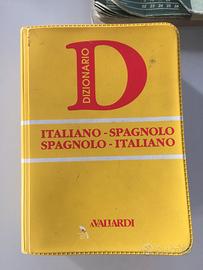 DIZIONARIO
D
ITALIANO - SPAGNOLO
SPAGNOLO - ITALIANO
A.VALLARDI